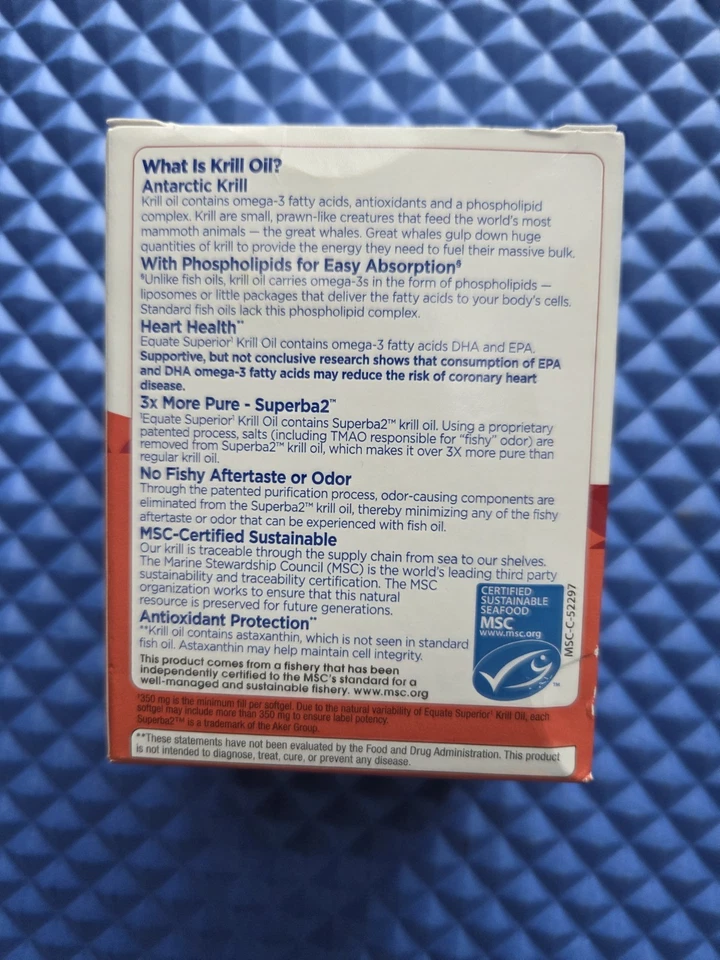 What Is Krill Oil?
Antarctic Krill
Krill oil contains omega-3 fatty acids, antioxidants and a phospholipid
complex. Krill are small, prawn-like creatures that feed the world's most
mammoth animals — the great whales. Great whales gulp down huge
quantities of krill to provide the energy they need to fuel their massive bulk.
With Phospholipids for Easy Absorption§
§Unlike fish oils, krill oil carries omega-3s in the form of phospholipids —
liposomes or little packages that deliver the fatty acids to your body's cells.
Standard fish oils lack this phospholipid complex.
Heart Health**
Equate Superior† Krill Oil contains omega-3 fatty acids DHA and EPA.
Supportive, but not conclusive research shows that consumption of EPA
and DHA omega-3 fatty acids may reduce the risk of coronary heart
disease.
3x More Pure - Superba2™
†Equate Superior† Krill Oil contains Superba2™ krill oil. Using a proprietary
patented process, salts (including TMAO responsible for "fishy" odor) are
removed from Superba2™ krill oil, which makes it over 3X more pure than
regular krill oil.
No Fishy Aftertaste or Odor
Through the patented purification process, odor-causing components are
eliminated from the Superba2™ krill oil, thereby minimizing any of the fishy
aftertaste or odor that can be experienced with fish oil.
MSC-Certified Sustainable
Our krill is traceable through the supply chain from sea to our shelves.
The Marine Stewardship Council (MSC) is the world's leading third party
sustainability and traceability certification. The MSC
organization works to ensure that this natural
resource is preserved for future generations.
Antioxidant Protection**
**Krill oil contains astaxanthin, which is not seen in standard
fish oil. Astaxanthin may help maintain cell integrity.
This product comes from a fishery that has been
independently certified to the MSC's standard for a
well-managed and sustainable fishery. www.msc.org
CERTIFIED
SUSTAINABLE
SEAFOOD
MSC
www.msc.org
™
MSC-C-52297
*350 mg is the minimum fill per softgel. Due to the natural variability of Equate Superior† Krill Oil, each
softgel may include more than 350 mg to ensure label potency.
Superba2™ is a trademark of the Aker Group.
**These statements have not been evaluated by the Food and Drug Administration. This product
is not intended to diagnose, treat, cure, or prevent any disease.